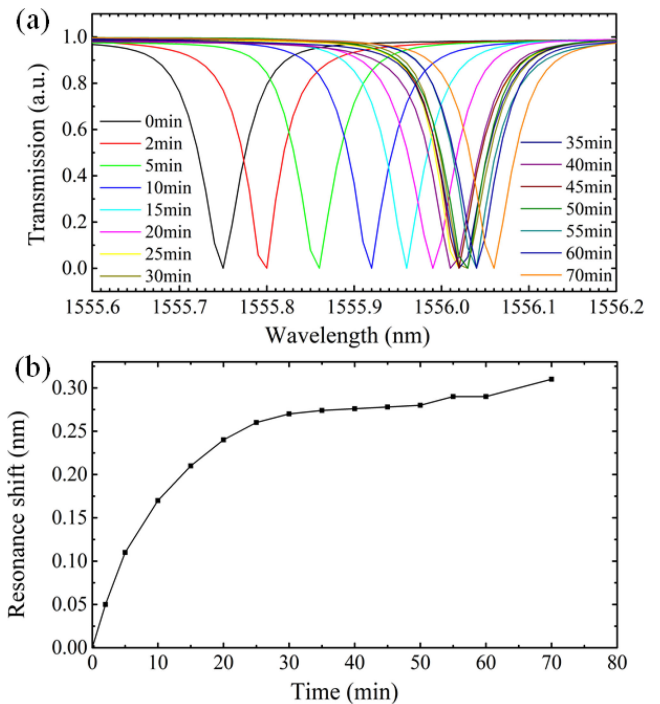 (a)
Transmission (a.u.)
1.0
0.8
0.6
0.4
0.2
0.0
0min
2min
5min
10min
15min
20min
25min
30min
35min
40min
45min
50min
55min
60min
70min
1555.6 1555.7 1555.8 1555.9 1556.0 1556.1 1556.2
Wavelength (nm)
(b)
Resonance shift (nm)
0.30
0.25
0.20
0.15
0.10
0.05
0.00
0 10 20 30 40 50 60 70 80
Time (min)